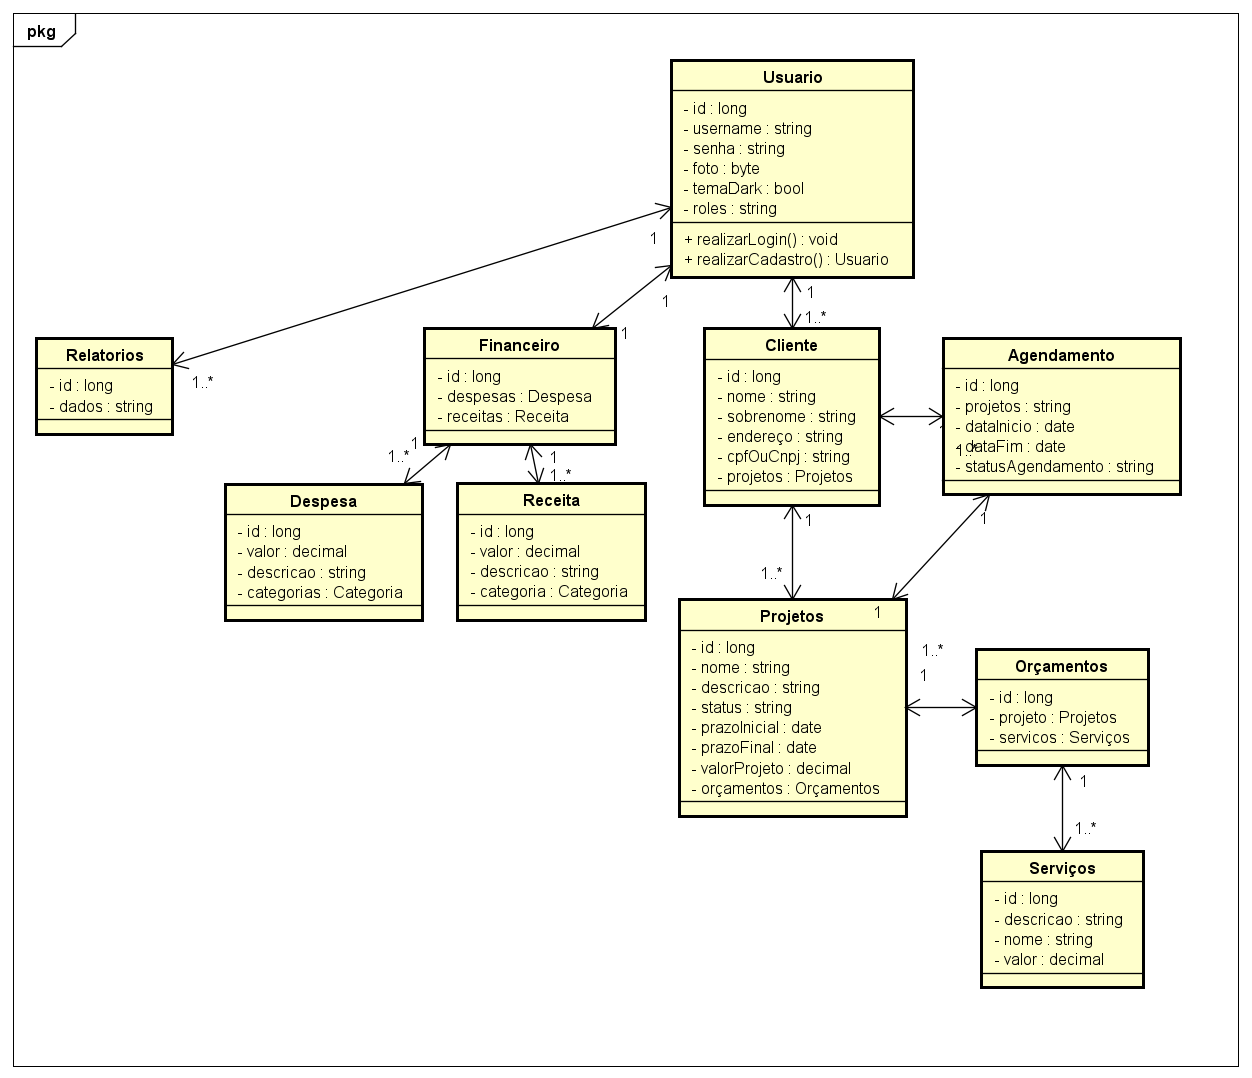 pkg
Usuario
- id : long
- username : string
- senha : string
- foto : byte
- temaDark : bool
- roles : string
+ realizarLogin() : void
+ realizarCadastro() : Usuario
1
1
1
1..*
1
1..*
Relatorios
- id : long
- dados : string
Financeiro
- id : long
- despesas : Despesa
- receitas : Receita
Cliente
- id : long
- nome : string
- sobrenome : string
- endereço : string
- cpfOuCnpj : string
- projetos : Projetos
Agendamento
- id : long
- projetos : string
- dataInicio : date
- dataFim : date
- statusAgendamento : string
1..*
1
1..*
1
1..*
Despesa
- id : long
- valor : decimal
- descricao : string
- categorias : Categoria
Receita
- id : long
- valor : decimal
- descricao : string
- categoria : Categoria
1
1..*
1
1
Projetos
- id : long
- nome : string
- descricao : string
- status : string
- prazoInicial : date
- prazoFinal : date
- valorProjeto : decimal
- orçamentos : Orçamentos
1..*
1
Orçamentos
- id : long
- projeto : Projetos
- servicos : Serviços
1
1..*
Serviços
- id : long
- descricao : string
- nome : string
- valor : decimal